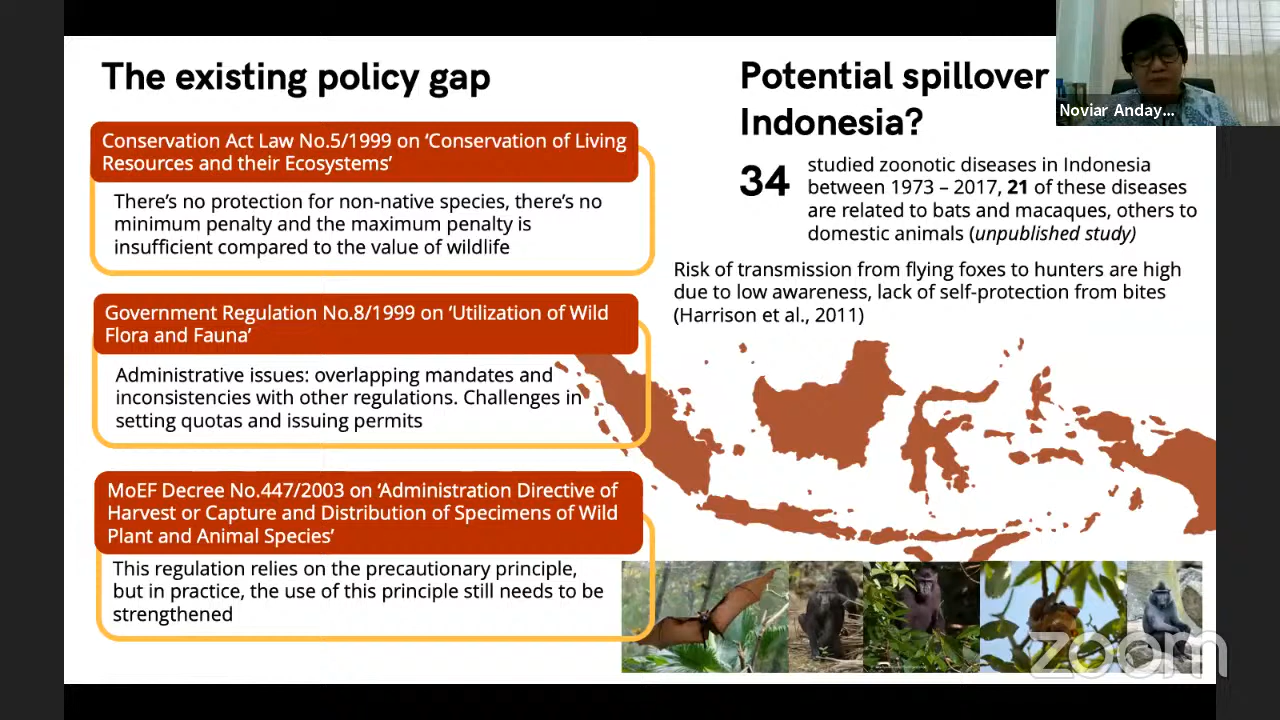 The existing policy gap
Conservation Act Law No.5/1999 on ‘Conservation of Living
Resources and their Ecosystems’
There’s no protection for non-native species, there’s no
minimum penalty and the maximum penalty is
insufficient compared to the value of wildlife
Government Regulation No.8/1999 on ‘Utilization of Wild
Flora and Fauna’
Administrative issues: overlapping mandates and
inconsistencies with other regulations. Challenges in
setting quotas and issuing permits
MoEF Decree No.447/2003 on ‘Administration Directive of
Harvest or Capture and Distribution of Specimens of Wild
Plant and Animal Species’
This regulation relies on the precautionary principle,
but in practice, the use of this principle still needs to be
strengthened
Potential spillover
Indonesia?
34
studied zoonotic diseases in Indonesia
between 1973 – 2017, 21 of these diseases
are related to bats and macaques, others to
domestic animals (unpublished study)
Risk of transmission from flying foxes to hunters are high
due to low awareness, lack of self-protection from bites
(Harrison et al., 2011)
Noviar Anday...
zoom